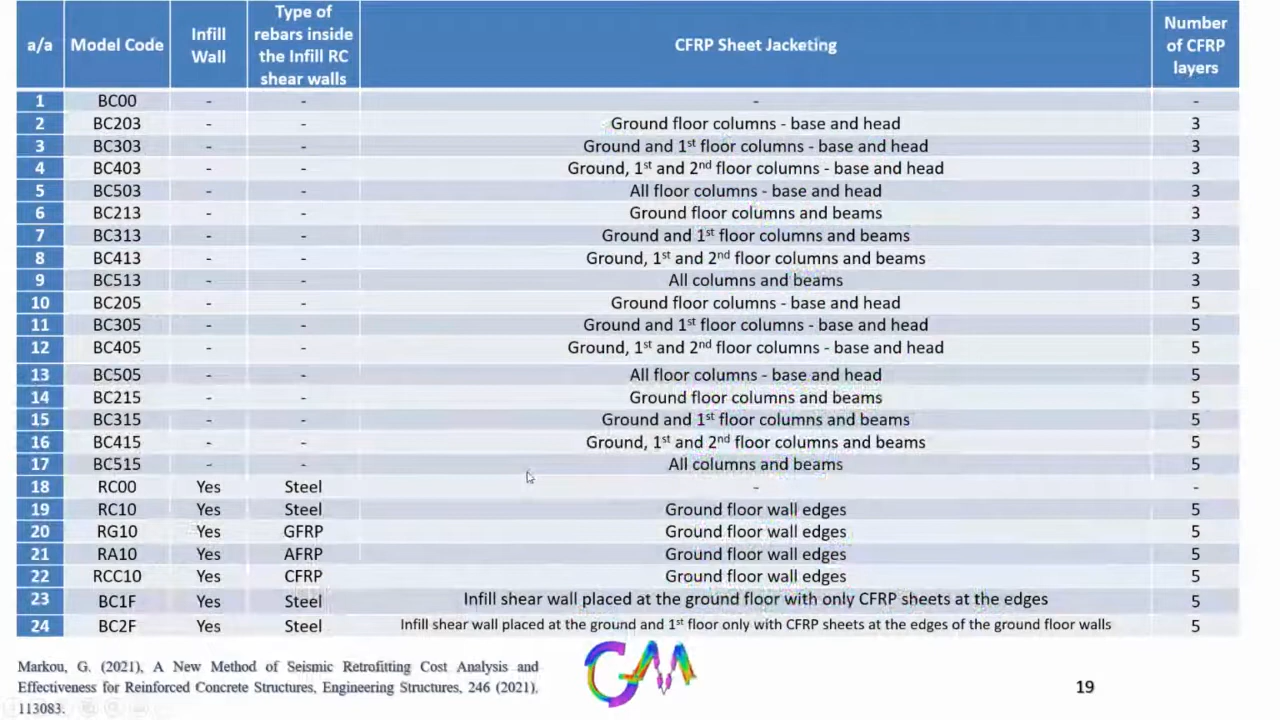 a/a Model Code Infill Wall Type of rebars inside the Infill RC shear walls CFRP Sheet Jacketing Number of CFRP layers
1 BC00 - - - -
2 BC203 - - Ground floor columns - base and head 3
3 BC303 - - Ground and 1st floor columns - base and head 3
4 BC403 - - Ground, 1st and 2nd floor columns - base and head 3
5 BC503 - - All floor columns - base and head 3
6 BC213 - - Ground floor columns and beams 3
7 BC313 - - Ground and 1st floor columns and beams 3
8 BC413 - - Ground, 1st and 2nd floor columns and beams 3
9 BC513 - - All columns and beams 3
10 BC205 - - Ground floor columns - base and head 5
11 BC305 - - Ground and 1st floor columns - base and head 5
12 BC405 - - Ground, 1st and 2nd floor columns - base and head 5
13 BC505 - - All floor columns - base and head 5
14 BC215 - - Ground floor columns and beams 5
15 BC315 - - Ground and 1st floor columns and beams 5
16 BC415 - - Ground, 1st and 2nd floor columns and beams 5
17 BC515 - - All columns and beams 5
18 RC00 Yes Steel - -
19 RC10 Yes Steel Ground floor wall edges 5
20 RG10 Yes GFRP Ground floor wall edges 5
21 RA10 Yes AFRP Ground floor wall edges 5
22 RCC10 Yes CFRP Ground floor wall edges 5
23 BC1F Yes Steel Infill shear wall placed at the ground floor with only CFRP sheets at the edges 5
24 BC2F Yes Steel Infill shear wall placed at the ground and 1st floor only with CFRP sheets at the edges of the ground floor walls 5
Markou, G. (2021), A New Method of Seismic Retrofitting Cost Analysis and
Effectiveness for Reinforced Concrete Structures, Engineering Structures, 246 (2021),
113083.
GM
19